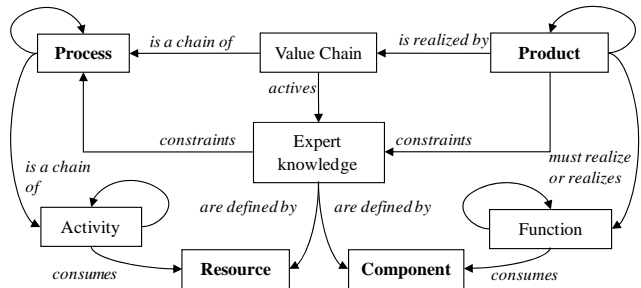 is a chain of
is realized by
Process
Value Chain
Product
actives
constraints
Expert
knowledge
constraints
is a chain
of
must realize
or realizes
Activity
are defined by
are defined by
Function
consumes
Resource
Component
consumes